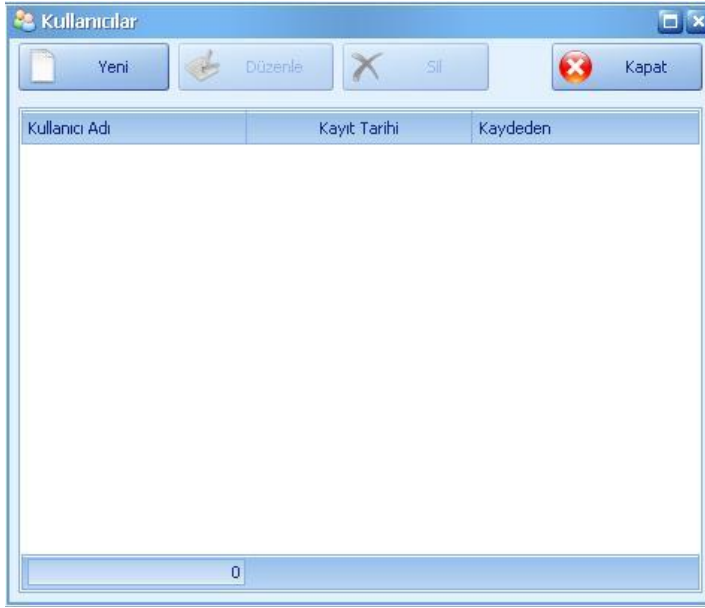 Kullanıcılar
Yeni Düzenle Sil Kapat
Kullanıcı Adı Kayıt Tarihi Kaydeden
0